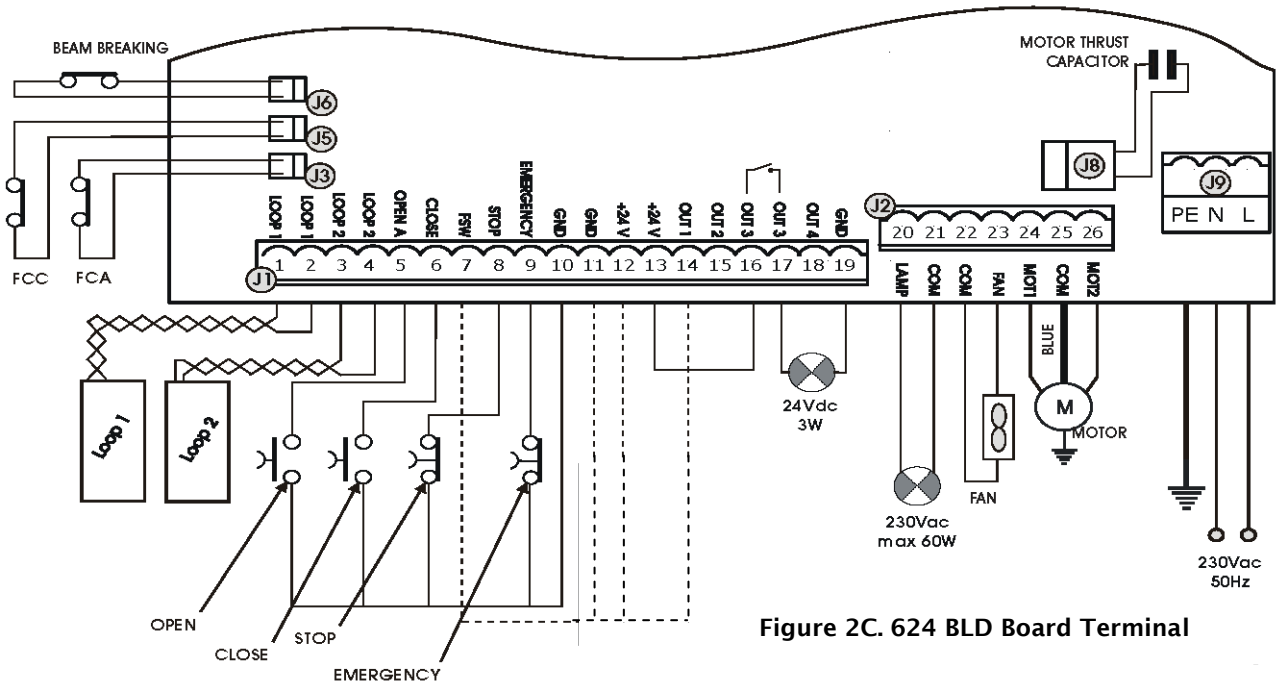 BEAM BREAKING
MOTOR THRUST
CAPACITOR
J6
J5
J3
J8
J9
PE N L
FCC
FCA
LOOP 1
LOOP 1
LOOP 2
LOOP 2
OPEN A
CLOSE
FSW
STOP
EMERGENCY
GND
GND
+24 V
+24 V
OUT 1
OUT 2
OUT 3
OUT 3
OUT 4
GND
J1
1 2 3 4 5 6 7 8 9 10 11 12 13 14 15 16 17 18 19
J2
20 21 22 23 24 25 26
LAMP
COM
COM
FAN
MOT1
COM
MOT2
BLUE
Loop 1
Loop 2
24Vdc
3W
M
MOTOR
FAN
230Vac
max 60W
230Vac
50Hz
OPEN
CLOSE
STOP
EMERGENCY
Figure 2C. 624 BLD Board Terminal